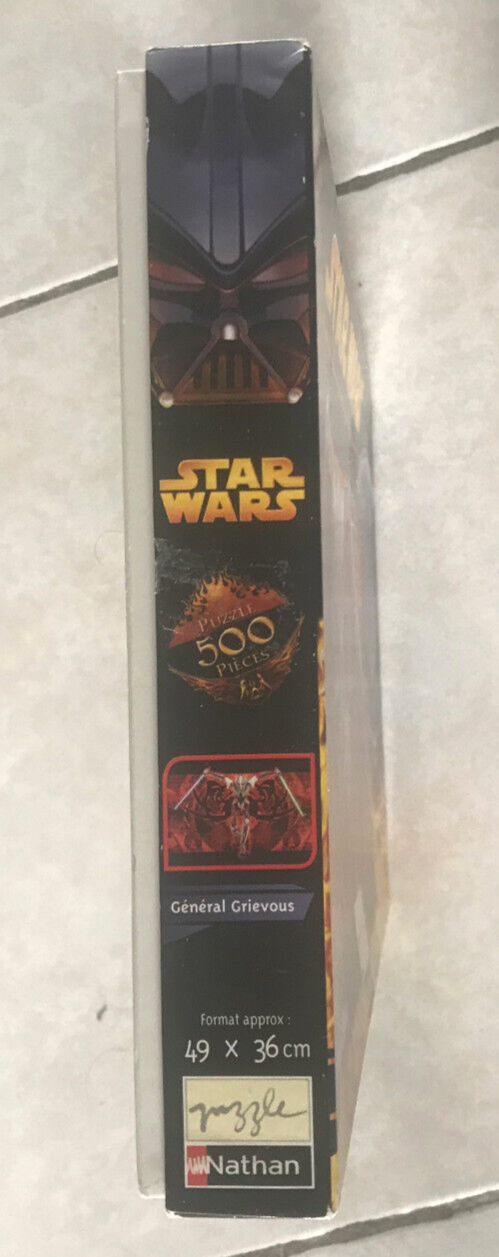 STAR
WARS
PUZZLE
500
PIÈCES
Général Grievous
Format approx :
49 x 36 cm
puzzle
Nathan